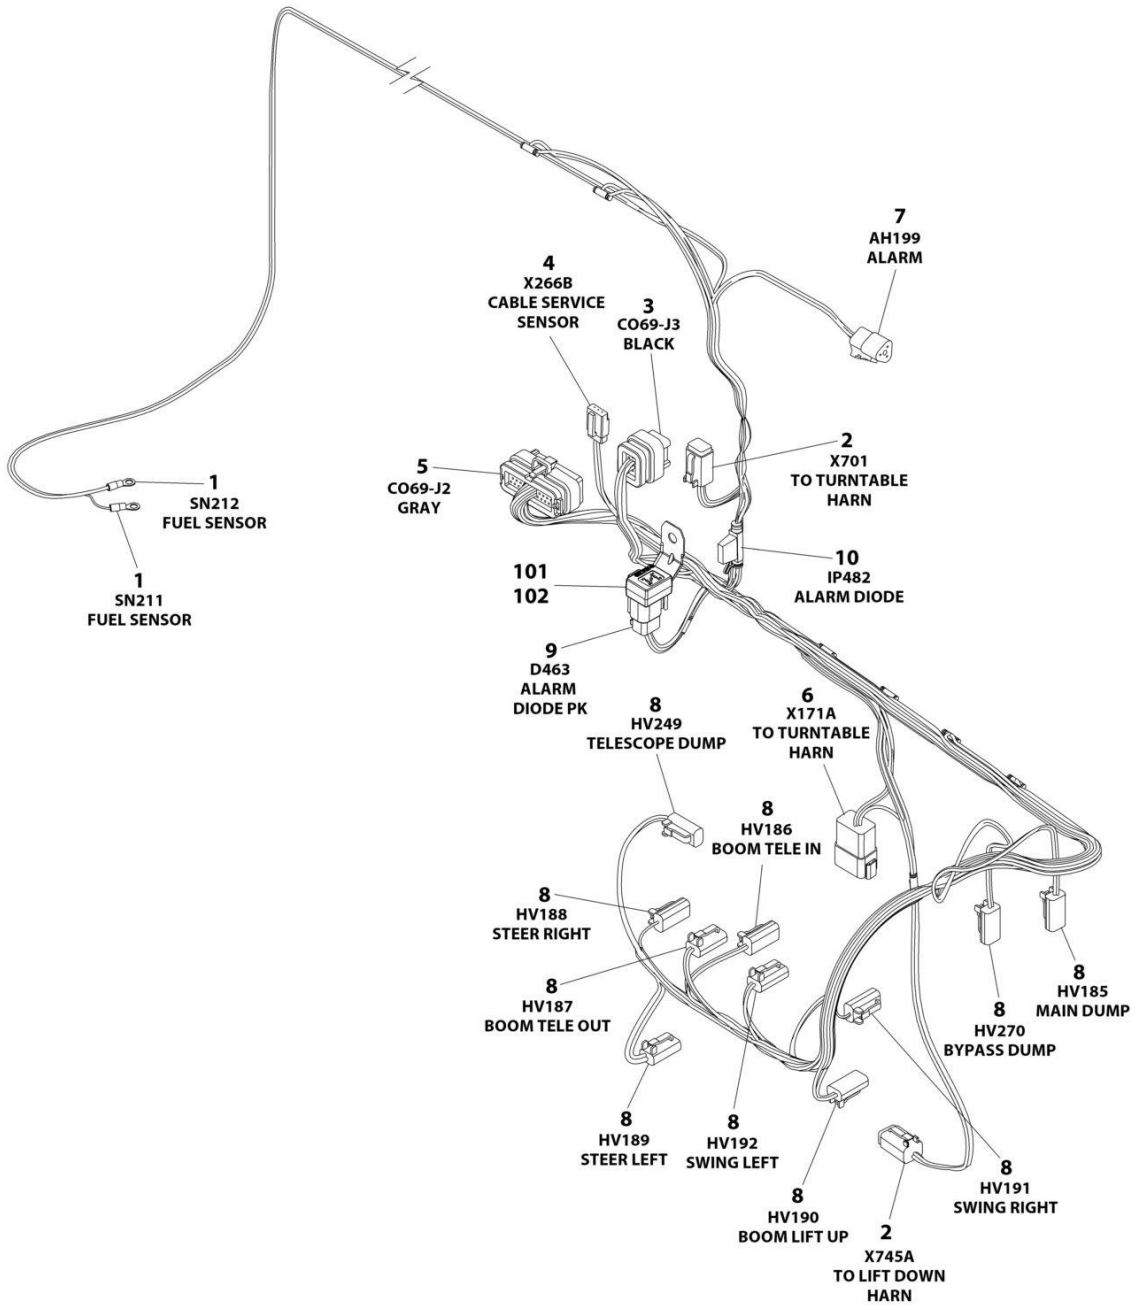 7
AH199
ALARM
4
X266B
CABLE SERVICE
SENSOR
3
CO69-J3
BLACK
2
X701
TO TURNTABLE
HARN
5
CO69-J2
GRAY
1
SN212
FUEL SENSOR
1
SN211
FUEL SENSOR
10
IP482
ALARM DIODE
101
102
9
D463
ALARM
DIODE PK
8
HV249
TELESCOPE DUMP
6
X171A
TO TURNTABLE
HARN
8
HV186
BOOM TELE IN
8
HV188
STEER RIGHT
8
HV187
BOOM TELE OUT
8
HV185
MAIN DUMP
8
HV270
BYPASS DUMP
8
HV189
STEER LEFT
8
HV192
SWING LEFT
8
HV191
SWING RIGHT
8
HV190
BOOM LIFT UP
2
X745A
TO LIFT DOWN
HARN